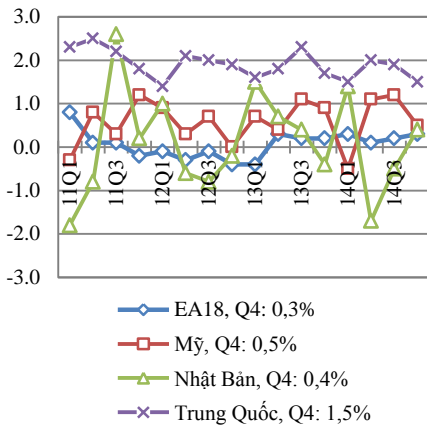 3.0
2.0
1.0
0.0
-1.0
-2.0
-3.0
11Q1
11Q3
12Q1
12Q3
13Q1
13Q3
14Q1
14Q3
EA18, Q4: 0,3%
Mỹ, Q4: 0,5%
Nhật Bản, Q4: 0,4%
Trung Quốc, Q4: 1,5%